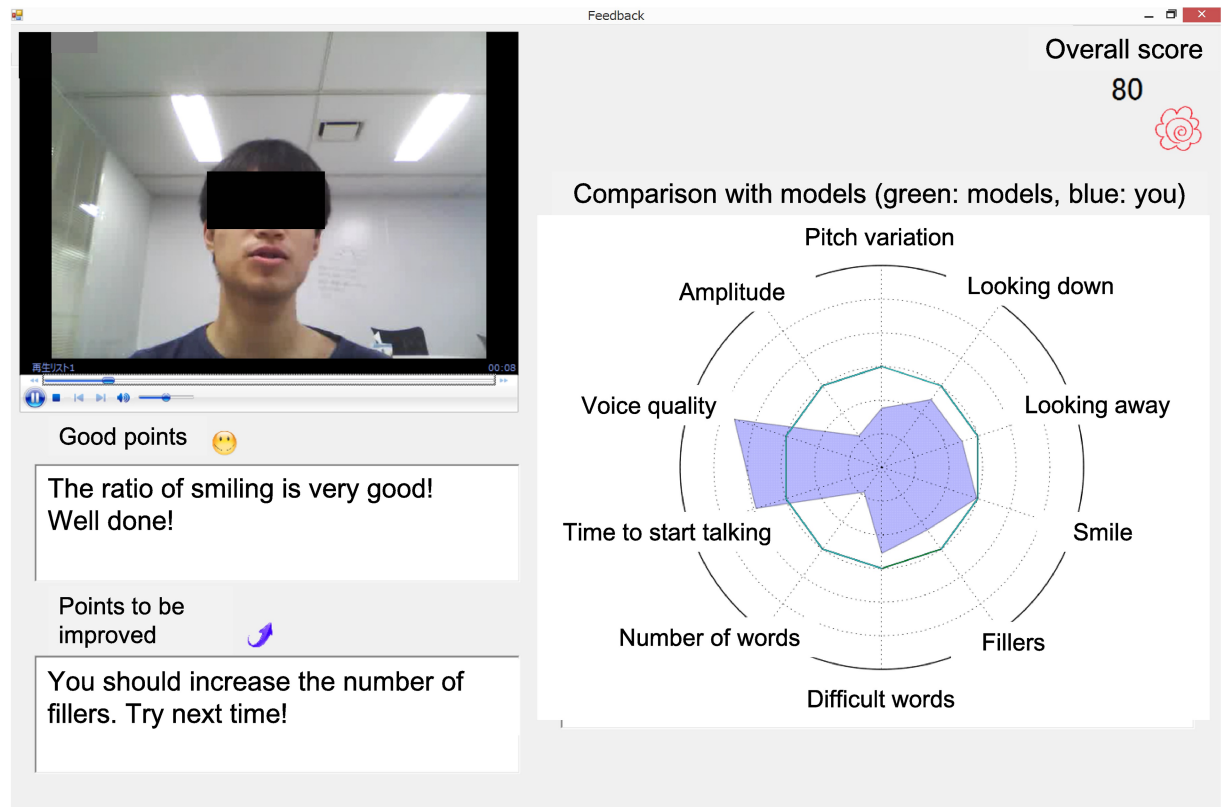 Feedback
再生リスト1
00:08
Good points
The ratio of smiling is very good!
Well done!
Points to be
improved
You should increase the number of
fillers. Try next time!
Overall score
80
Comparison with models (green: models, blue: you)
Pitch variation
Amplitude
Looking down
Voice quality
Looking away
Time to start talking
Smile
Number of words
Fillers
Difficult words